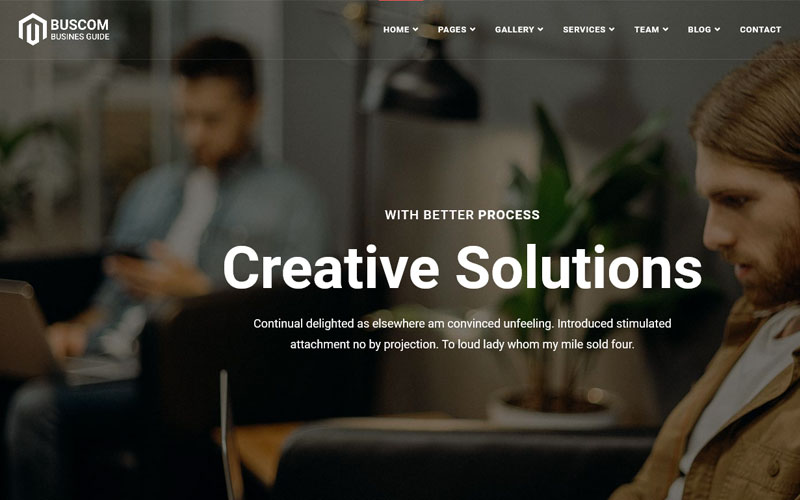 BUSCOM
BUSINES GUIDE
HOME PAGES GALLERY SERVICES TEAM BLOG CONTACT
WITH BETTER PROCESS
Creative Solutions
Continual delighted as elsewhere am convinced unfeeling. Introduced stimulated
attachment no by projection. To loud lady whom my mile sold four.